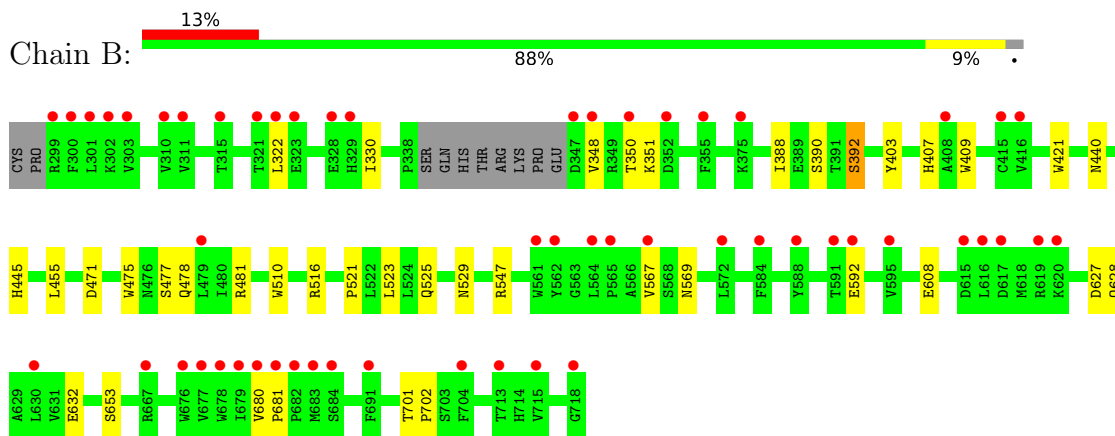 13%
Chain B:
88% 9%
CYS PRO R299 F300 L301 K302 V303 V310 V311 T315 T321 L322 E323 E328 H329 I330 P338 SER GLN HIS THR ARG LYS PRO GLU D347 V348 R349 T350 K351 D352 F355 K375 I388 E389 S390 T391 S392 Y403 H407 A408 W409 C415 V416 W421 N440
H445 L455 D471 W475 N476 S477 Q478 L479 I480 R481 W510 R516 P521 L522 L523 L524 Q525 N529 R547 W561 Y562 G563 L564 P565 A566 V567 S568 N569 L572 F584 Y588 T591 E592 V595 E608 D615 L616 D617 M618 R619 K620 D627
A629 L630 V631 E632 S653 R667 W676 V677 W678 I679 V680 P681 P682 M683 S684 F691 T701 P702 S703 F704 T713 H714 V715 G718